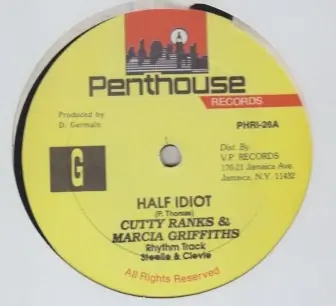 Penthouse
RECORDS
Produced by
D. Germain
PHRI-26A
G
Dist. By
V.P. RECORDS
170-21 Jamaica Ave.
Jamaica, N.Y. 11432
HALF IDIOT
(P. Thomas)
CUTTY RANKS &
MARCIA GRIFFITHS
Rhythm Track
Steelie & Clevie
All Rights Reserved